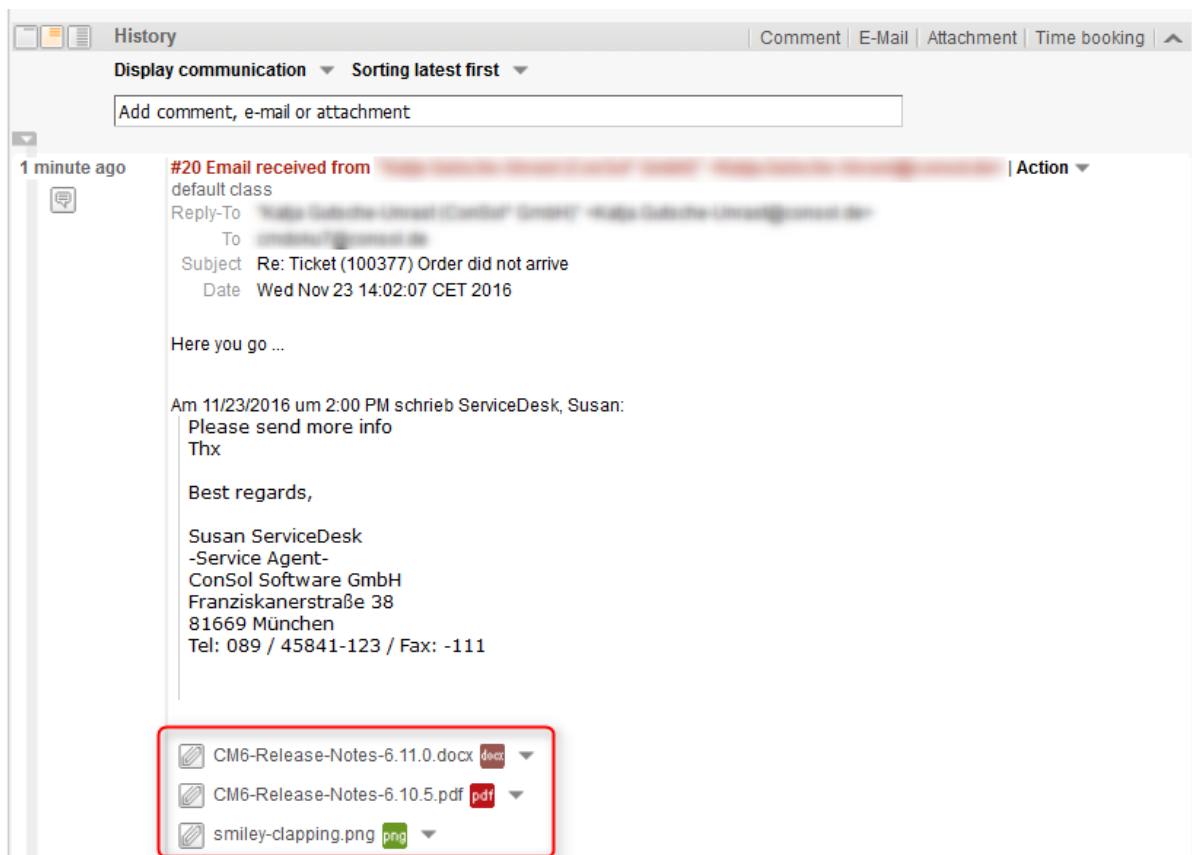 History Comment E-Mail Attachment Time booking
Display communication Sorting latest first
Add comment, e-mail or attachment
1 minute ago #20 Email received from | Action
default class
Reply-To
To
Subject Re: Ticket (100377) Order did not arrive
Date Wed Nov 23 14:02:07 CET 2016
Here you go ...
Am 11/23/2016 um 2:00 PM schrieb ServiceDesk, Susan:
Please send more info
Thx
Best regards,
Susan ServiceDesk
-Service Agent-
ConSol Software GmbH
Franziskanerstraße 38
81669 München
Tel: 089 / 45841-123 / Fax: -111
CM6-Release-Notes-6.11.0.docx docx
CM6-Release-Notes-6.10.5.pdf pdf
smiley-clapping.png png